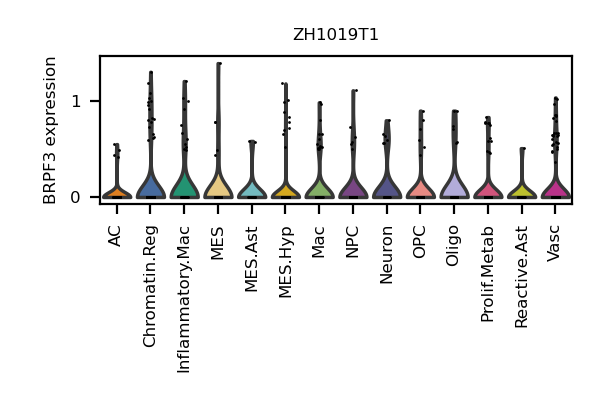 ZH1019T1
BRPF3 expression
1
0
AC
Chromatin.Reg
Inflammatory.Mac
MES
MES.Ast
MES.Hyp
Mac
NPC
Neuron
OPC
Oligo
Prolif.Metab
Reactive.Ast
Vasc